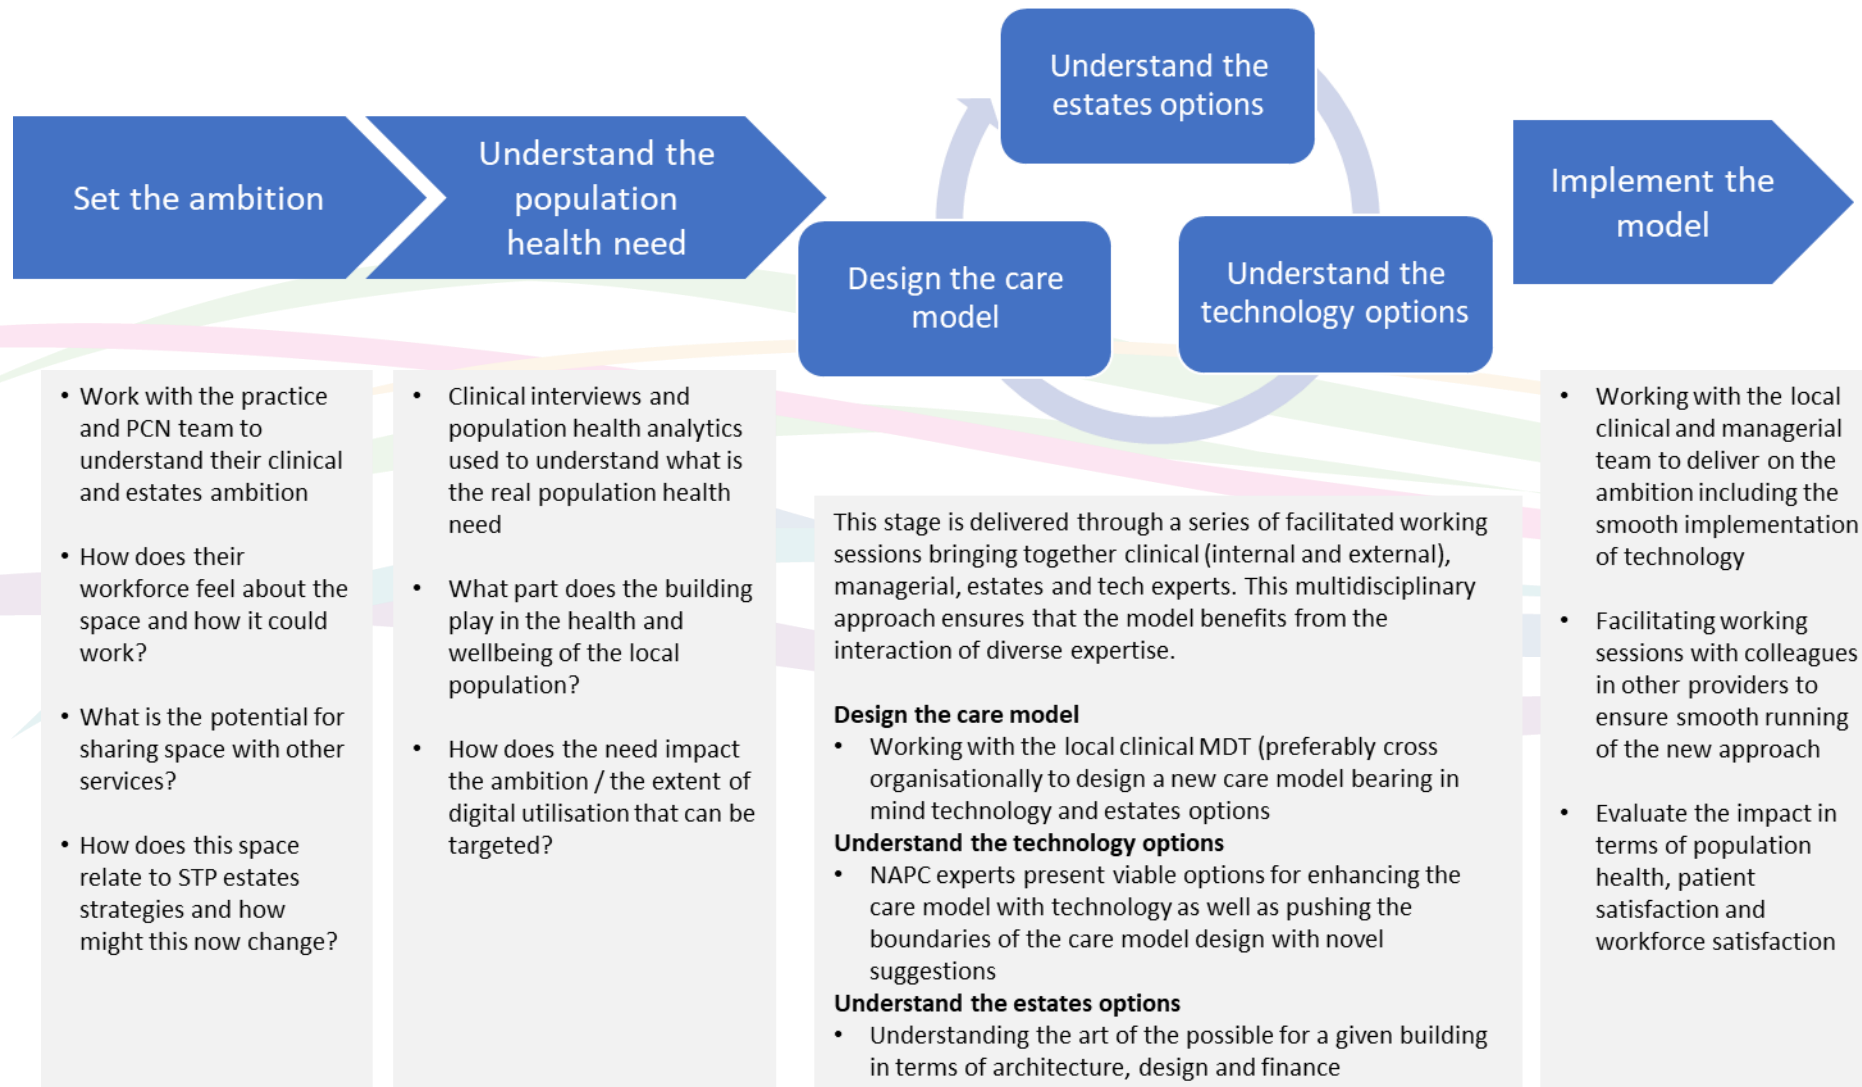 Set the ambition
Understand the
population
health need
Understand the
estates options
Design the care
model
Understand the
technology options
Implement the
model
• Work with the practice
and PCN team to
understand their clinical
and estates ambition
• How does their
workforce feel about the
space and how it could
work?
• What is the potential for
sharing space with other
services?
• How does this space
relate to STP estates
strategies and how
might this now change?
• Clinical interviews and
population health analytics
used to understand what is
the real population health
need
• What part does the building
play in the health and
wellbeing of the local
population?
• How does the need impact
the ambition / the extent of
digital utilisation that can be
targeted?
This stage is delivered through a series of facilitated working
sessions bringing together clinical (internal and external),
managerial, estates and tech experts. This multidisciplinary
approach ensures that the model benefits from the
interaction of diverse expertise.
Design the care model
• Working with the local clinical MDT (preferably cross
organisationally to design a new care model bearing in
mind technology and estates options
Understand the technology options
• NAPC experts present viable options for enhancing the
care model with technology as well as pushing the
boundaries of the care model design with novel
suggestions
Understand the estates options
• Understanding the art of the possible for a given building
in terms of architecture, design and finance
• Working with the local
clinical and managerial
team to deliver on the
ambition including the
smooth implementation
of technology
• Facilitating working
sessions with colleagues
in other providers to
ensure smooth running
of the new approach
• Evaluate the impact in
terms of population
health, patient
satisfaction and
workforce satisfaction